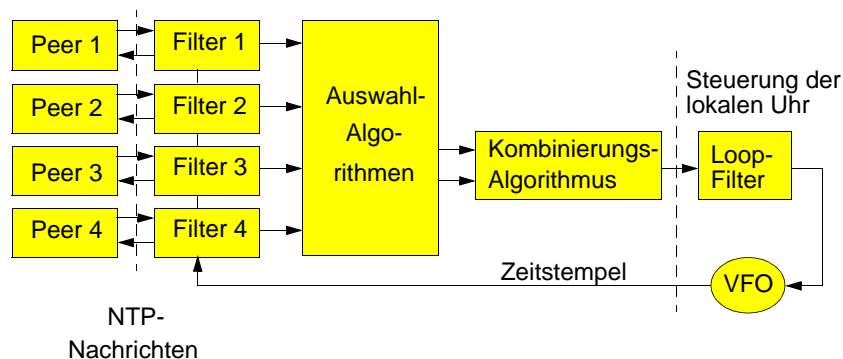 Peer 1
Filter 1
Peer 2
Filter 2
Peer 3
Filter 3
Peer 4
Filter 4
Auswahl-
Algo-
rithmen
Kombinierungs-
Algorithmus
Steuerung der
lokalen Uhr
Loop-
Filter
Zeitstempel
VFO
NTP-
Nachrichten